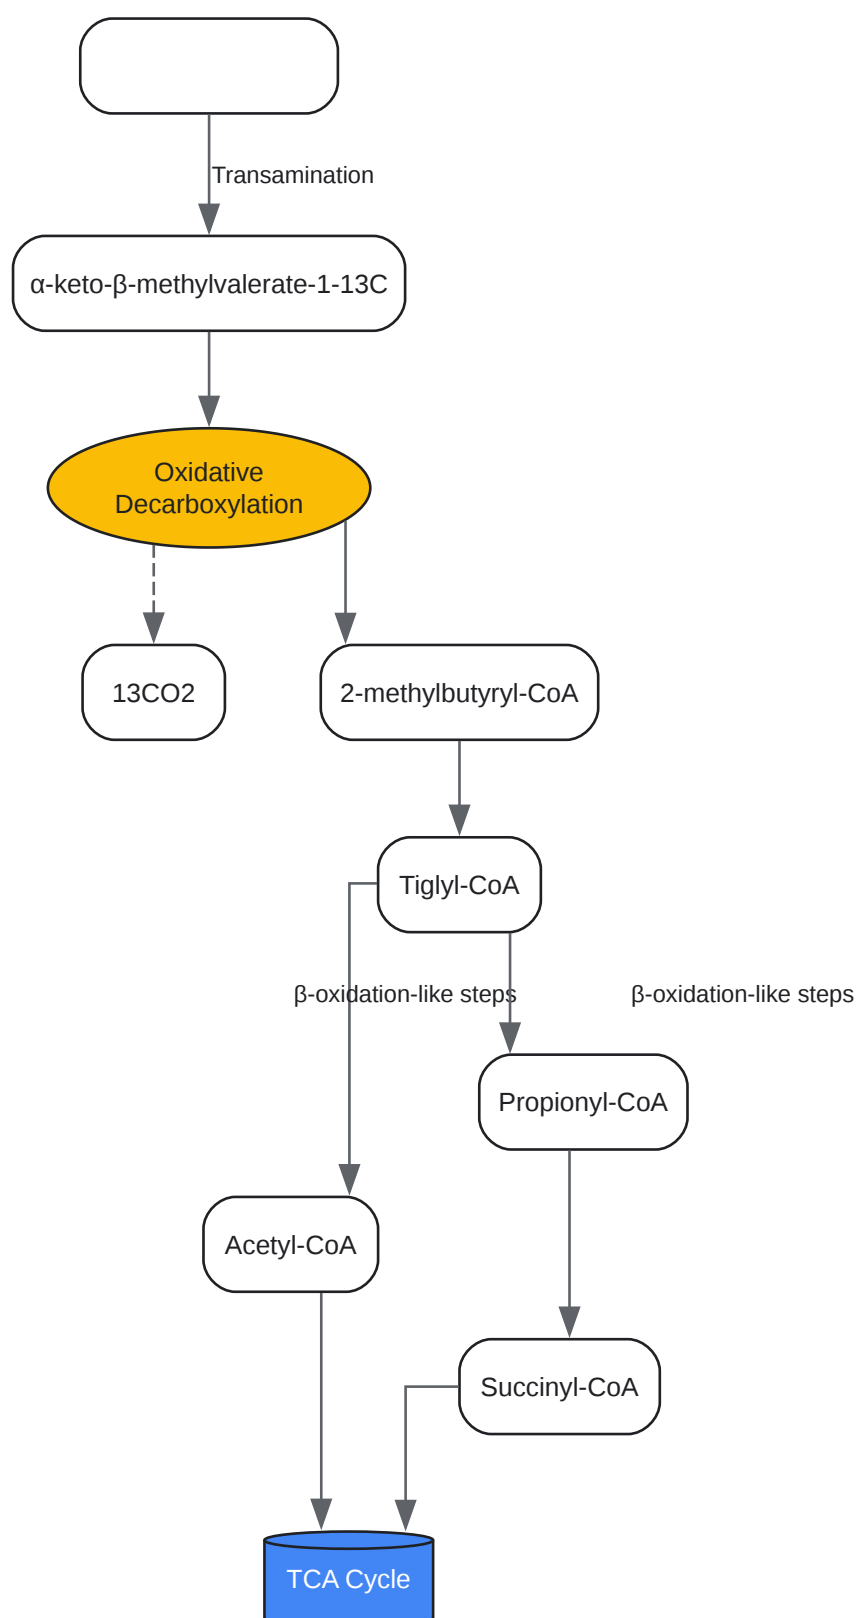 Transamination
α-keto-β-methylvalerate-1-13C
Oxidative
Decarboxylation
13CO2
2-methylbutyryl-CoA
Tiglyl-CoA
β-oxidation-like steps
β-oxidation-like steps
Propionyl-CoA
Acetyl-CoA
Succinyl-CoA
TCA Cycle